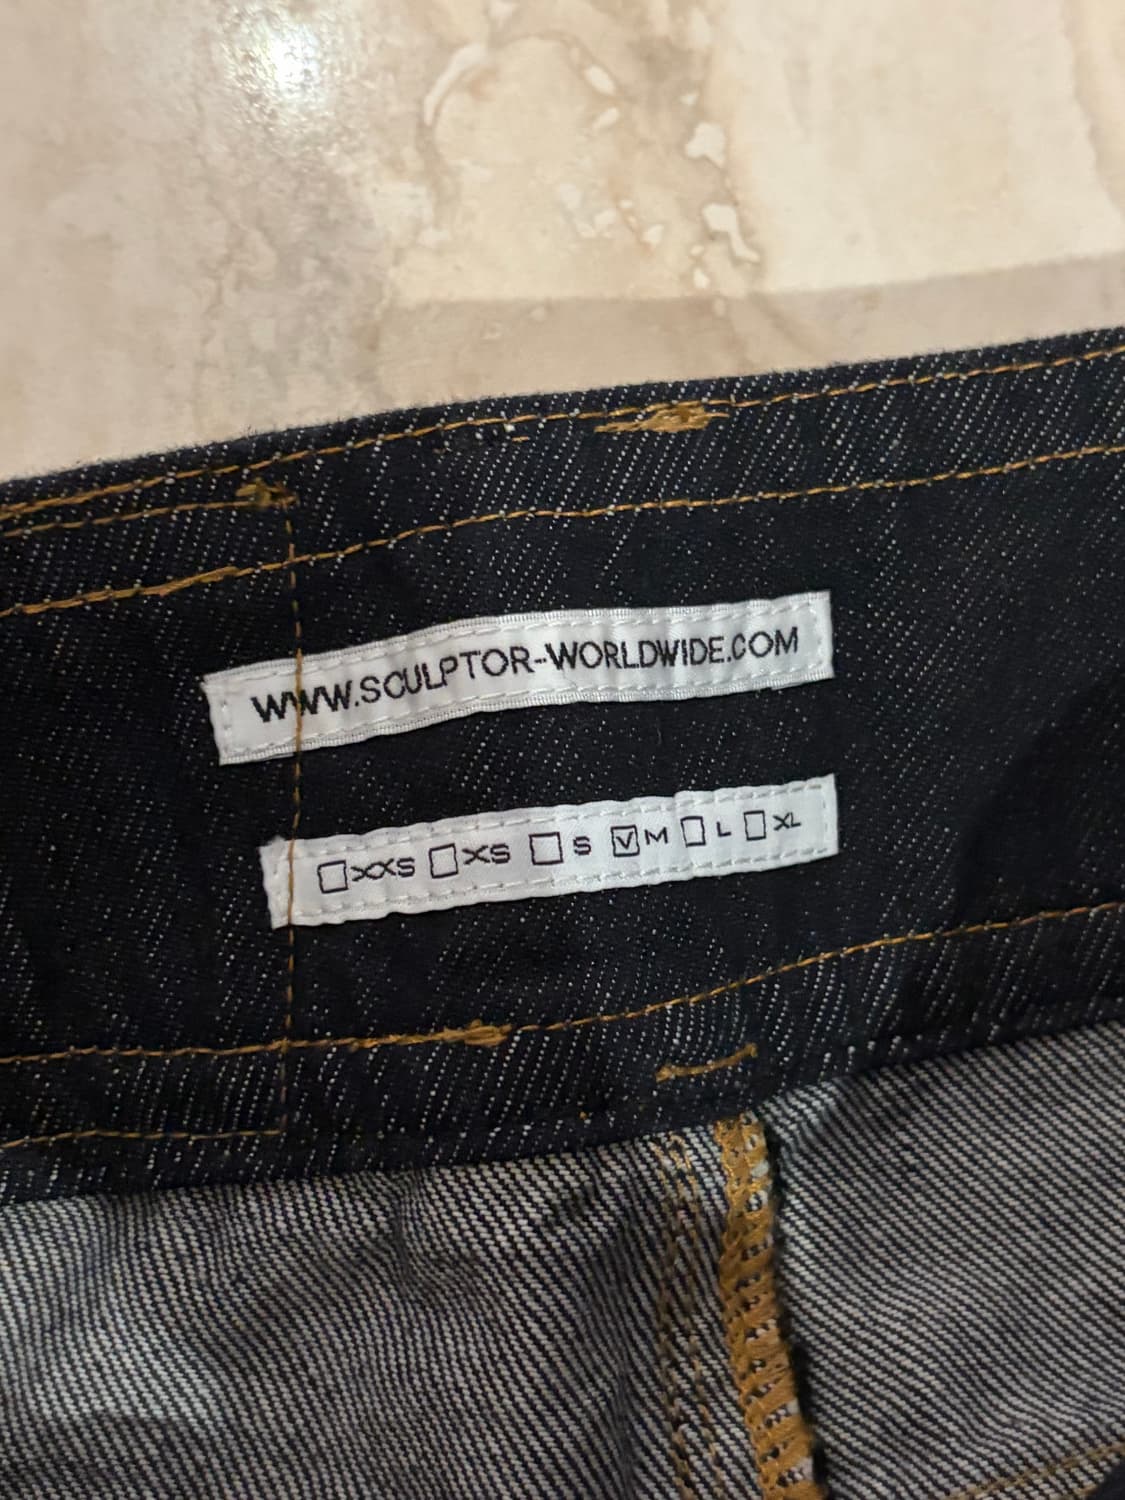 WWW.SCULPTOR-WORLDWIDE.COM
☐XXS ☐XS ☐ S ☑M ☐ L ☐ XL